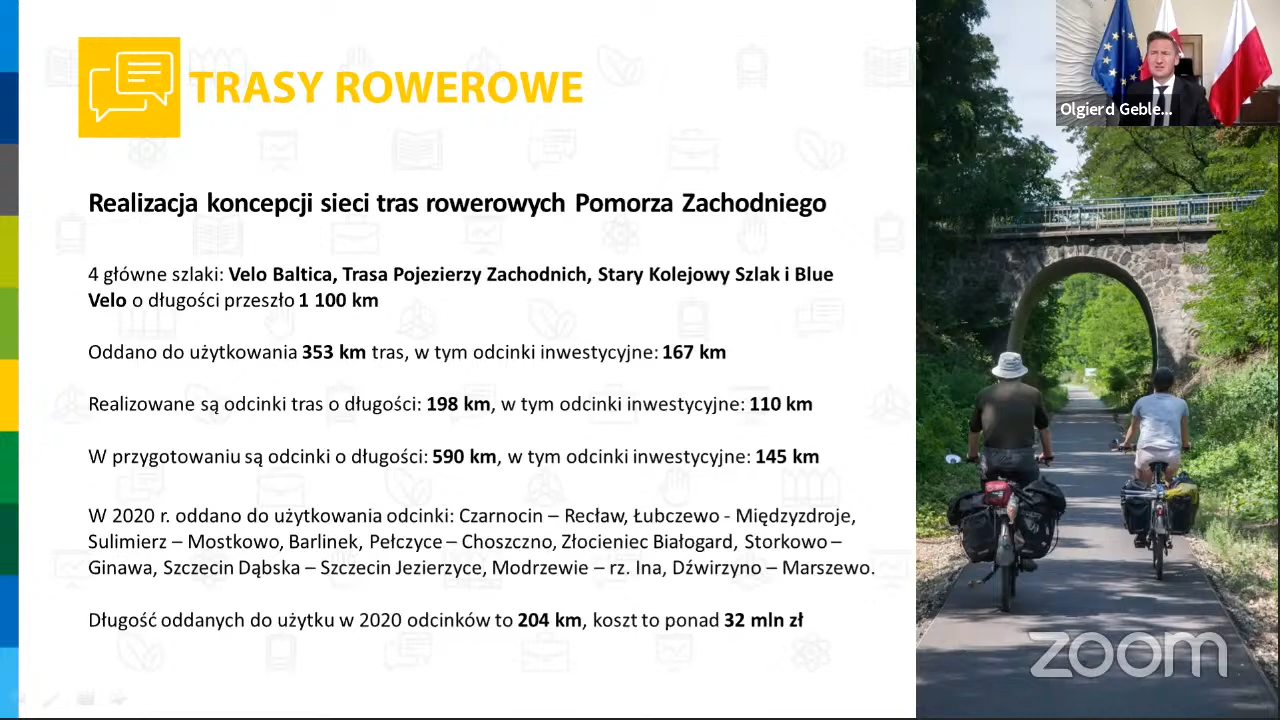 TRASY ROWEROWE
Olgierd Geble...
Realizacja koncepcji sieci tras rowerowych Pomorza Zachodniego
4 główne szlaki: Velo Baltica, Trasa Pojezierzy Zachodnich, Stary Kolejowy Szlak i Blue
Velo o długości przeszło 1 100 km
Oddano do użytkowania 353 km tras, w tym odcinki inwestycyjne: 167 km
Realizowane są odcinki tras o długości: 198 km, w tym odcinki inwestycyjne: 110 km
W przygotowaniu są odcinki o długości: 590 km, w tym odcinki inwestycyjne: 145 km
W 2020 r. oddano do użytkowania odcinki: Czarnocin – Recław, Łubczewo - Międzyzdroje,
Sulimierz – Mostkowo, Barlinek, Pełczyce – Choszczno, Złocieniec Białogard, Storkowo –
Ginawa, Szczecin Dąbska – Szczecin Jezierzyce, Modrzewie – rz. Ina, Dźwirzyno – Marszewo.
Długość oddanych do użytku w 2020 odcinków to 204 km, koszt to ponad 32 mln zł
zoom